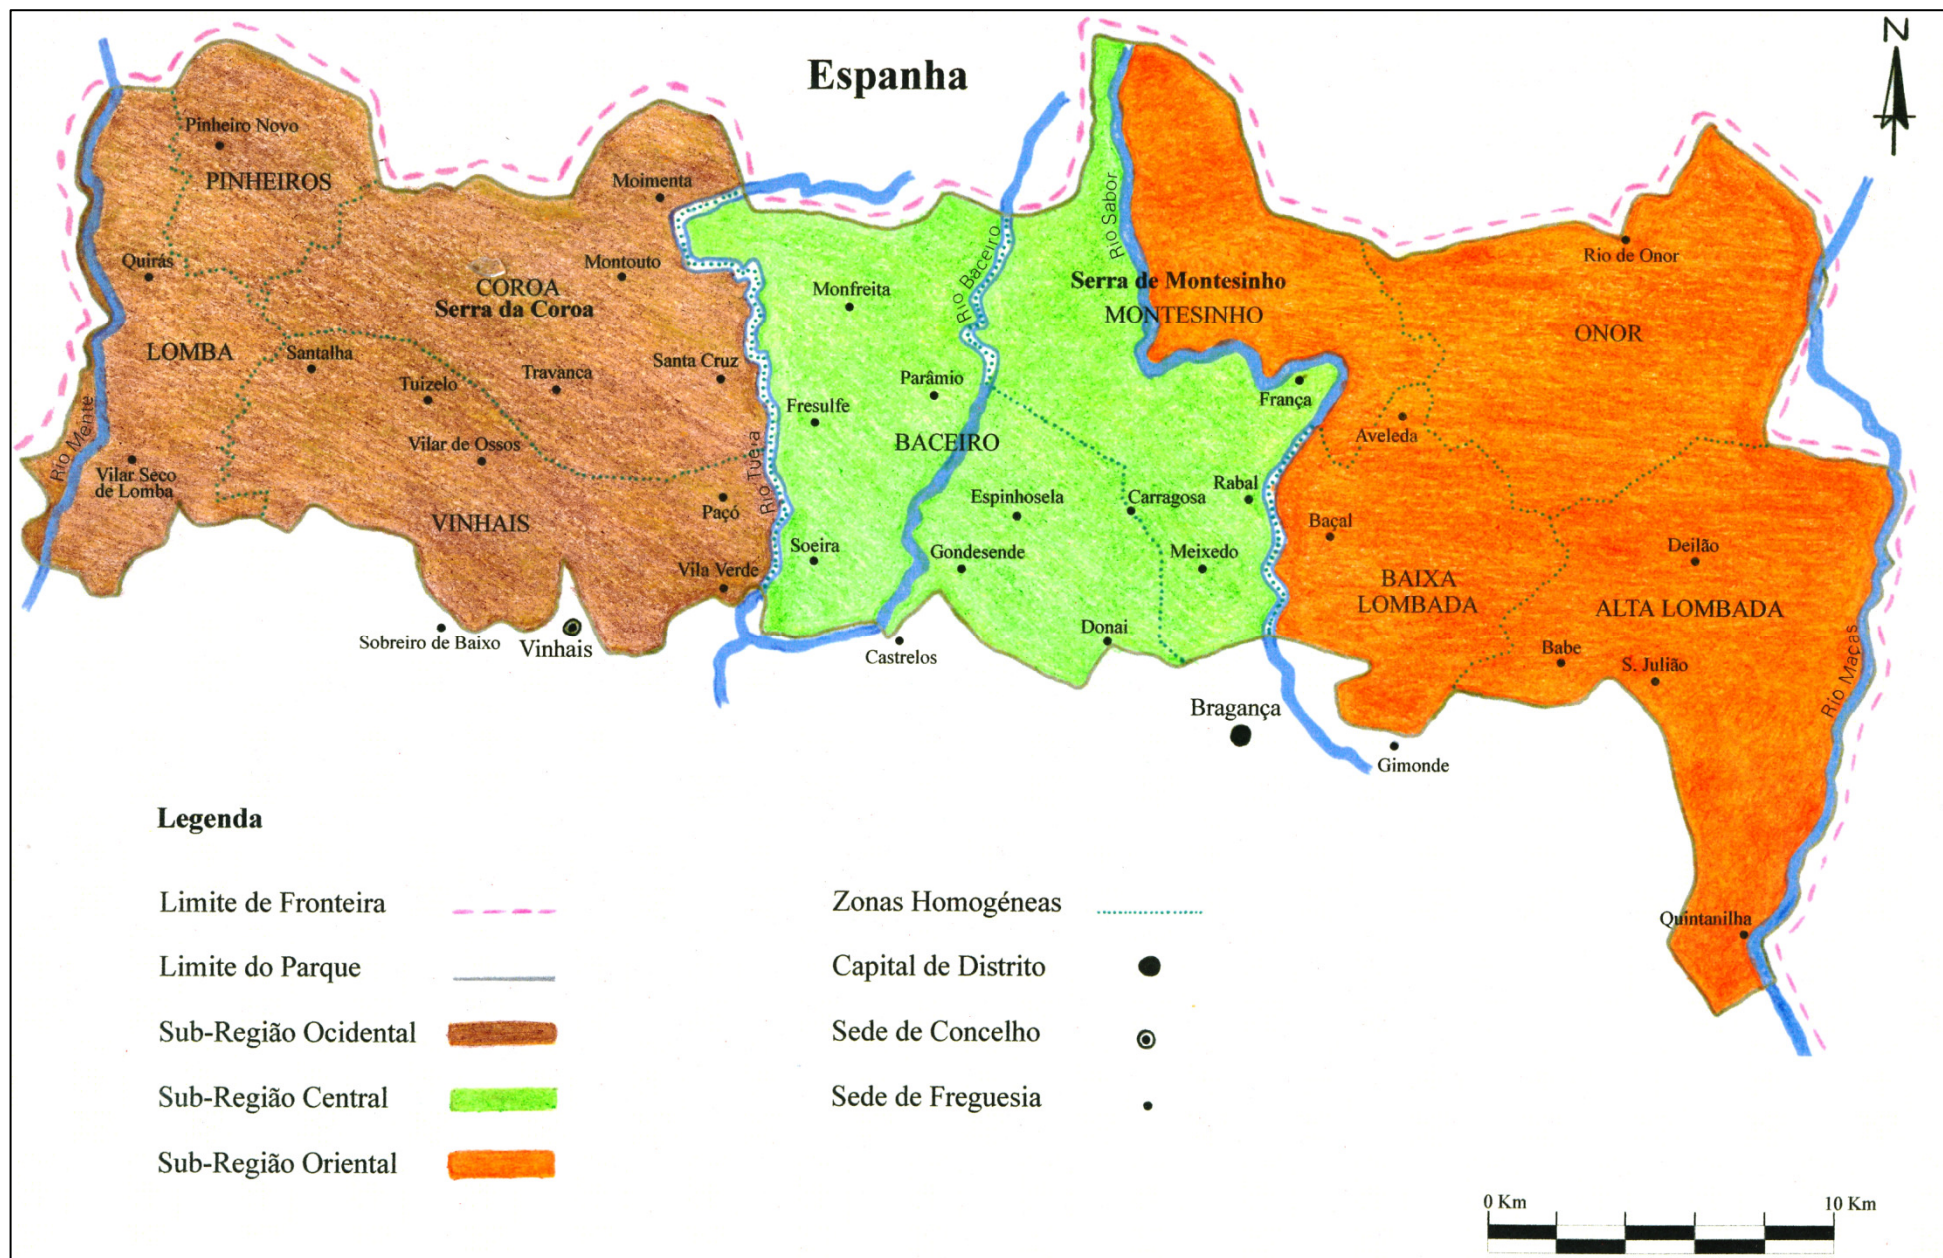 N
Espanha
Pinheiro Novo
PINHEIROS
Moimenta
Rio Sabor
Quirás
COROA
Serra da Coroa
Montouto
Monfreita
Rio Baceiro
Serra de Montesinho
MONTESINHO
Rio de Onor
ONOR
LOMBA
Santalha
Tuizelo
Travanca
Santa Cruz
Fresulfe
Parâmio
BACEIRO
França
Aveleda
Rio Mente
Vilar Seco
de Lomba
Vilar de Ossos
VINHAIS
Paçó
Rio Tuela
Espinhosela
Carragosa
Rabal
Baçal
Deilão
Soeira
Gondesende
Meixedo
BAIXA
LOMBADA
ALTA LOMBADA
Vila Verde
Sobreiro de Baixo
Vinhais
Castrelos
Donai
Babe
S. Julião
Rio Maças
Bragança
Gimonde
Quintanilha
Legenda
Limite de Fronteira
Limite do Parque
Sub-Região Ocidental
Sub-Região Central
Sub-Região Oriental
Zonas Homogéneas
Capital de Distrito
Sede de Concelho
Sede de Freguesia
0 Km
10 Km